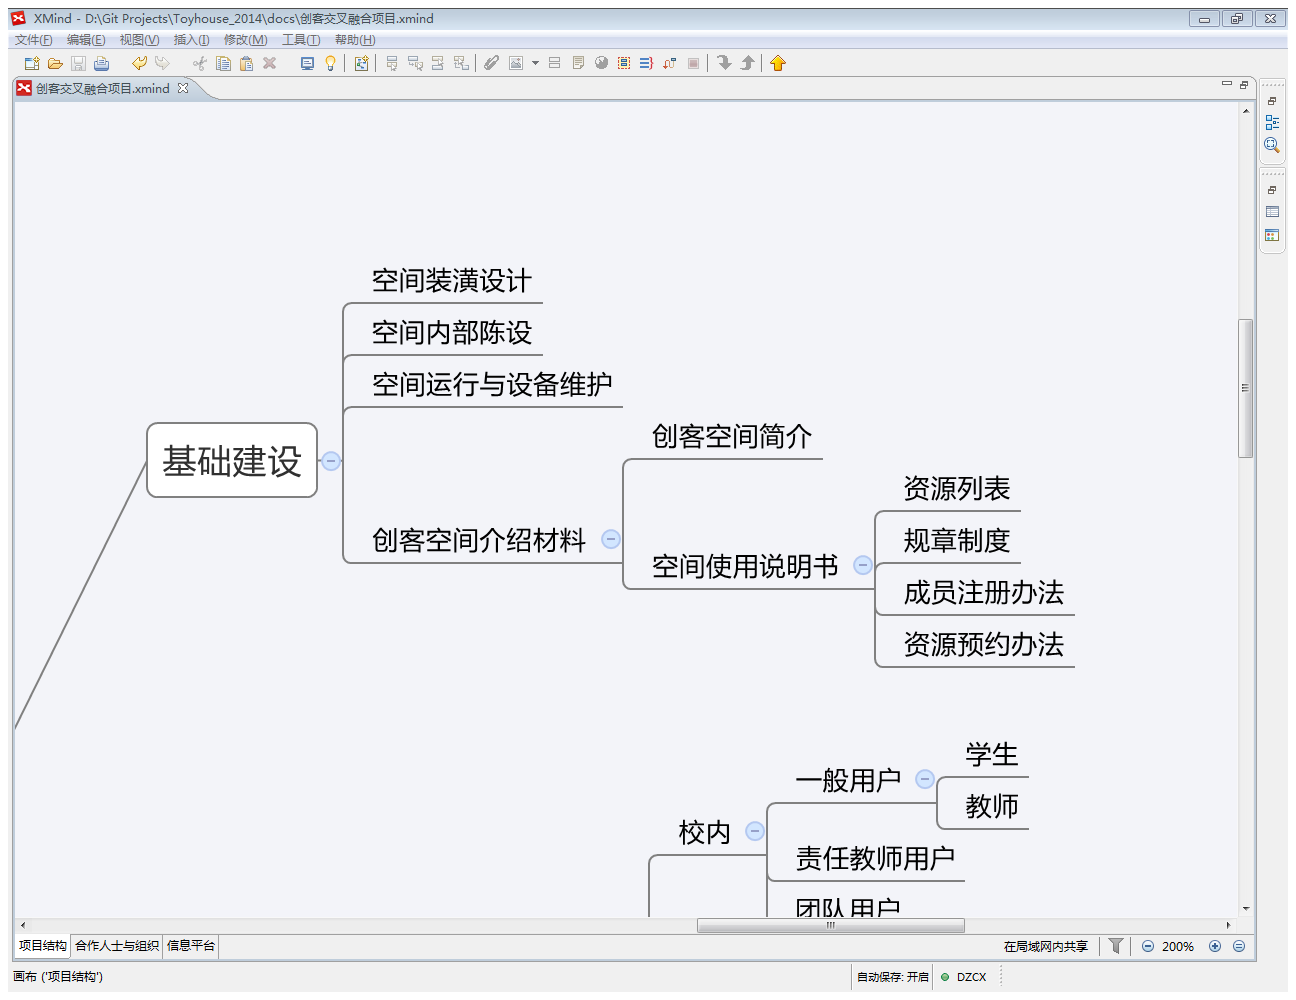 XMind - D:\Git Projects\Toyhouse_2014\docs\创客交叉融合项目.xmind
文件(F) 编辑(E) 视图(V) 插入(I) 修改(M) 工具(T) 帮助(H)
创客交叉融合项目.xmind
空间装潢设计
空间内部陈设
空间运行与设备维护
创客空间简介
基础建设
资源列表
创客空间介绍材料
规章制度
空间使用说明书
成员注册办法
资源预约办法
学生
一般用户
教师
校内
责任教师用户
团队用户
项目结构 合作人士与组织 信息平台
在局域网内共享 200%
画布 ('项目结构')
自动保存: 开启 DZCX